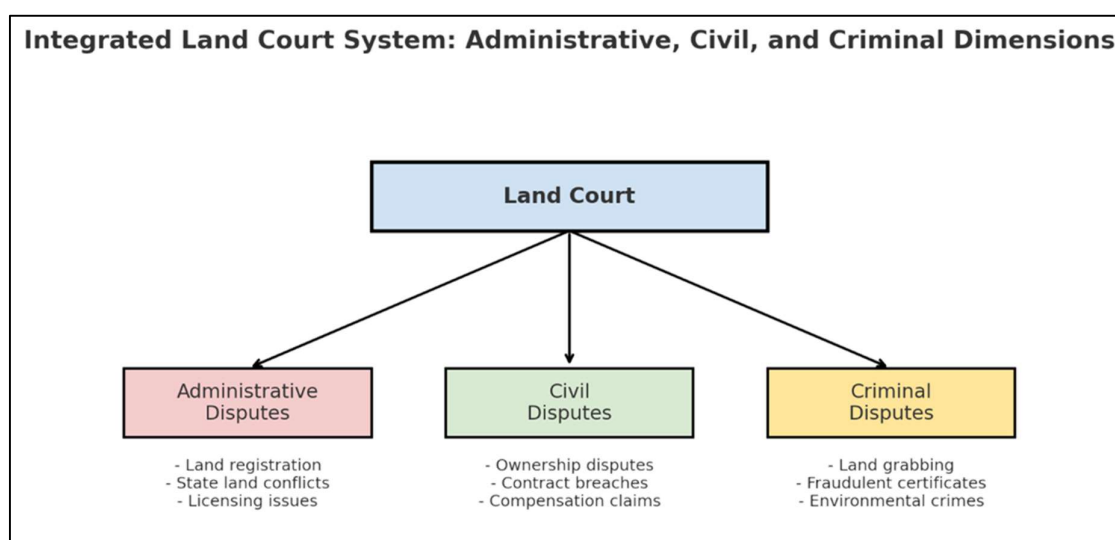 Integrated Land Court System: Administrative, Civil, and Criminal Dimensions
Land Court
Administrative
Disputes
- Land registration
- State land conflicts
- Licensing issues
Civil
Disputes
- Ownership disputes
- Contract breaches
- Compensation claims
Criminal
Disputes
- Land grabbing
- Fraudulent certificates
- Environmental crimes